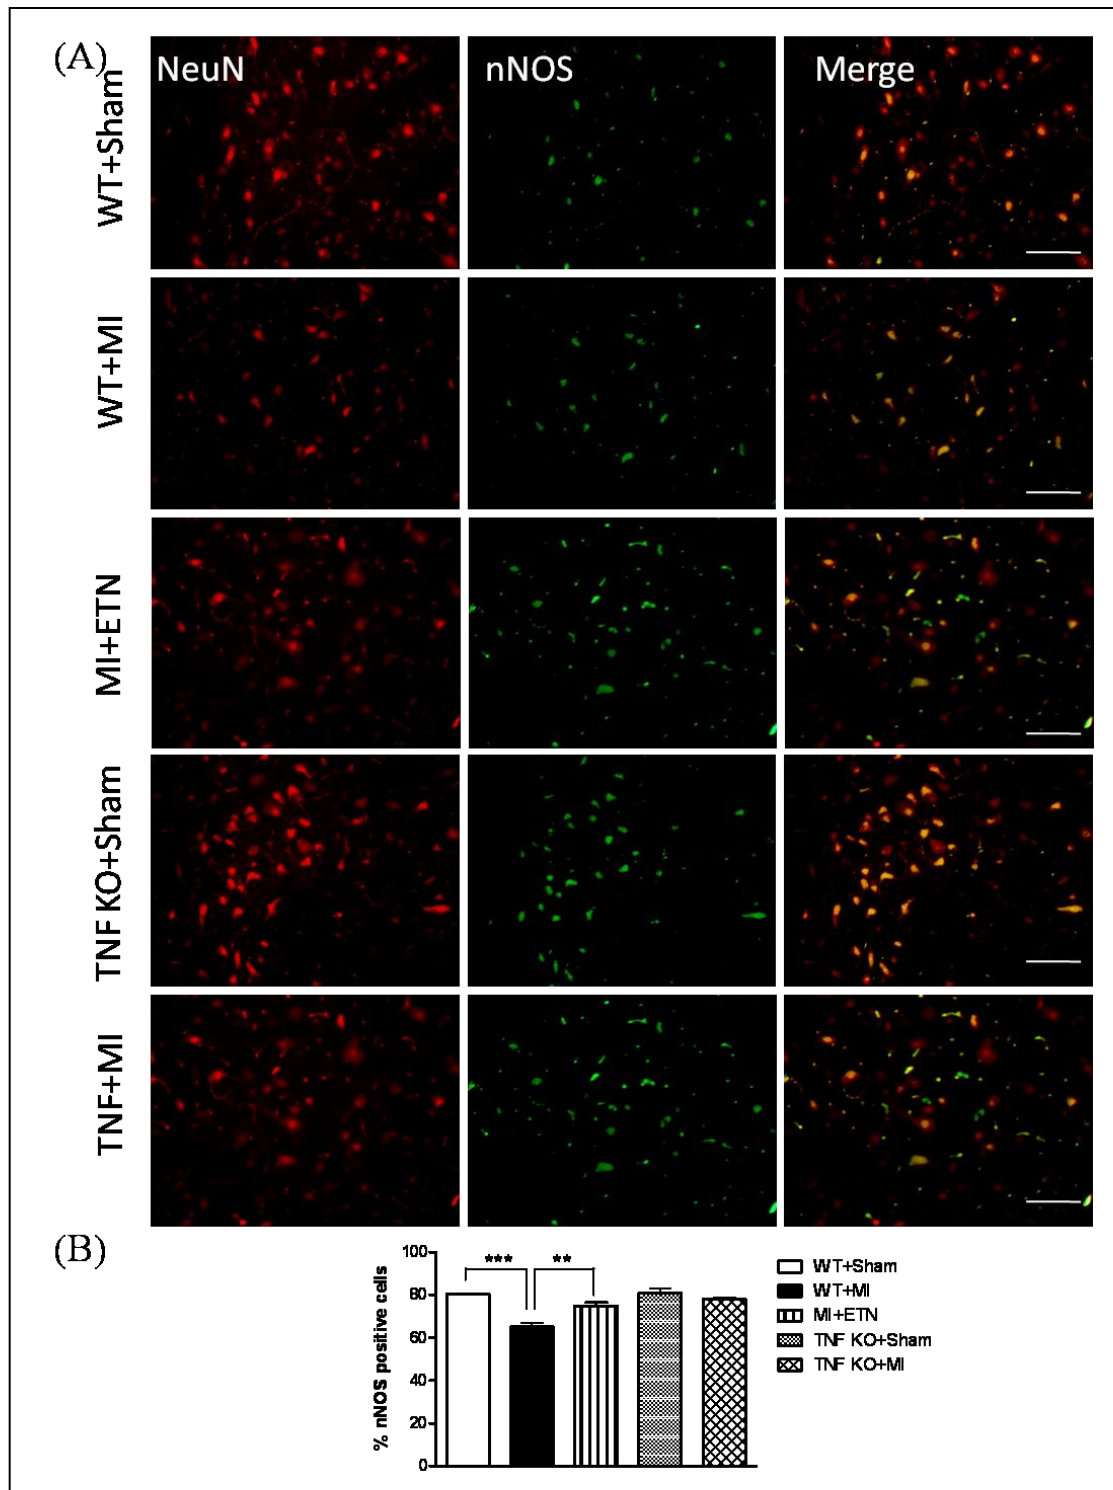 (A)
NeuN
nNOS
Merge
WT+Sham
WT+MI
MI+ETN
TNF KO+Sham
TNF+MI
(B)
% nNOS positive cells
100
80
60
40
20
0
***
**
WT+Sham
WT+MI
MI+ETN
TNF KO+Sham
TNF KO+MI